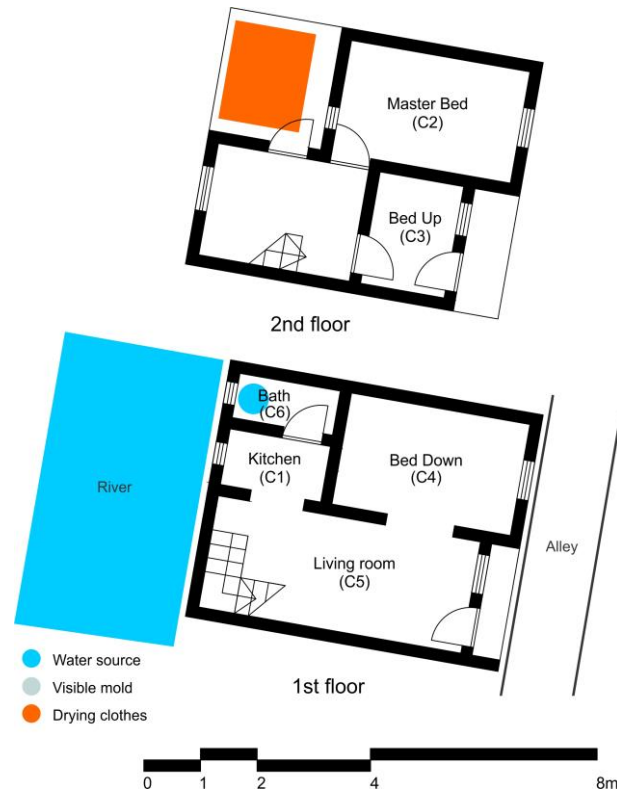 Master Bed
(C2)
Bed Up
(C3)
2nd floor
Bath
(C6)
Kitchen
(C1)
Bed Down
(C4)
River
Living room
(C5)
Alley
Water source
Visible mold
Drying clothes
1st floor
0 1 2 4 8m